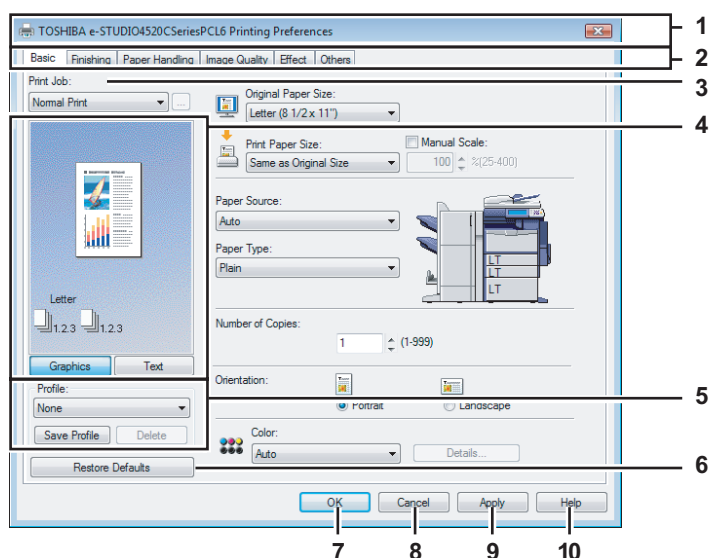 TOSHIBA e-STUDIO4520CSeriesPCL6 Printing Preferences
1
Basic Finishing Paper Handling Image Quality Effect Others
2
Print Job:
3
Normal Print ...
Original Paper Size:
Letter (8 1/2 x 11")
4
Print Paper Size:
Same as Original Size
Manual Scale:
100 %(25-400)
Paper Source:
Auto
Paper Type:
Plain
LT
LT
LT
Letter
1.2.3 1.2.3
Graphics Text
Number of Copies:
1 (1-999)
Profile:
None
Save Profile Delete
5
Orientation:
Portrait Landscape
Color:
Auto Details...
Restore Defaults
6
OK Cancel Apply Help
7 8 9 10